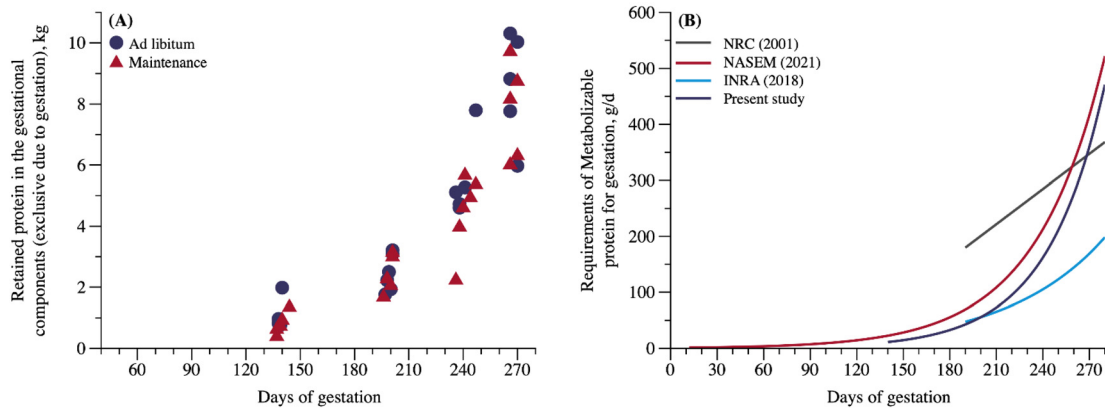 (A)
Ad libitum
Maintenance
Retained protein in the gestational
components (exclusive due to gestation), kg
10
8
6
4
2
0
60 90 120 150 180 210 240 270
Days of gestation
(B)
NRC (2001)
NASEM (2021)
INRA (2018)
Present study
Requirements of Metabolizable
protein for gestation, g/d
600
500
400
300
200
100
0
0 30 60 90 120 150 180 210 240 270
Days of gestation